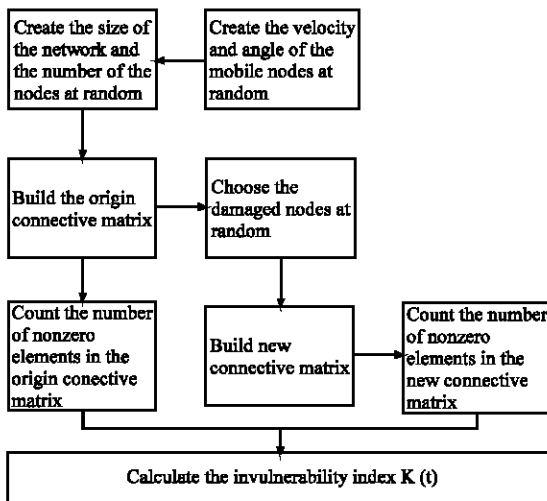 Create the size of
the network and
the number of the
nodes at random
Create the velocity
and angle of the
mobile nodes at
random
Build the origin
connective matrix
Choose the
damaged nodes at
random
Count the number
of nonzero
elements in the
origin conective
matrix
Build new
connective matrix
Count the number
of nonzero
elements in the
new connective
matrix
Calculate the invulnerability index K (t)